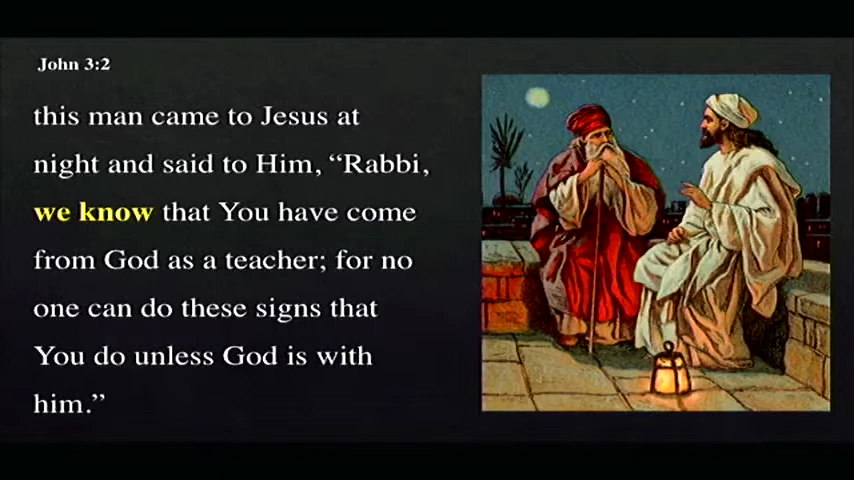 John 3:2
this man came to Jesus at
night and said to Him, “Rabbi,
we know that You have come
from God as a teacher; for no
one can do these signs that
You do unless God is with
him.”